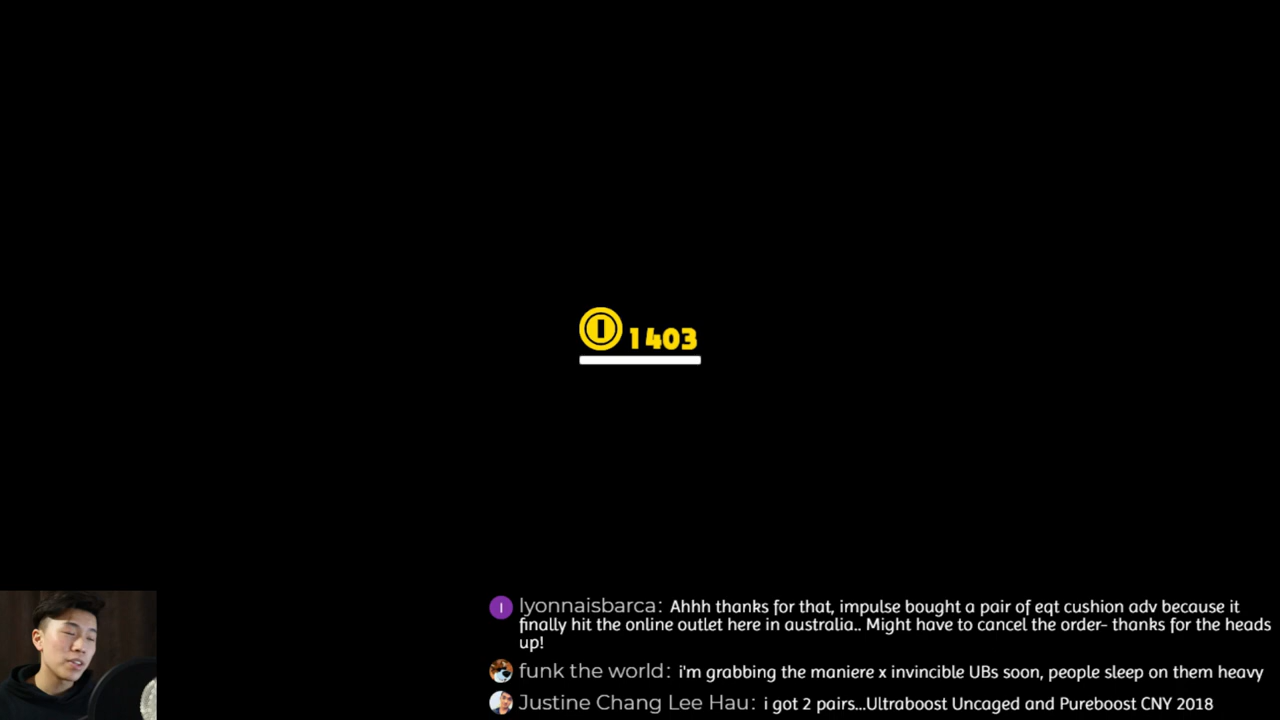 1403
I lyonnaisbarca: Ahhh thanks for that, impulse bought a pair of eqt cushion adv because it
finally hit the online outlet here in australia.. Might have to cancel the order- thanks for the heads
up!
funk the world: i'm grabbing the maniere x invincible UBs soon, people sleep on them heavy
Justine Chang Lee Hau: i got 2 pairs...Ultraboost Uncaged and Pureboost CNY 2018